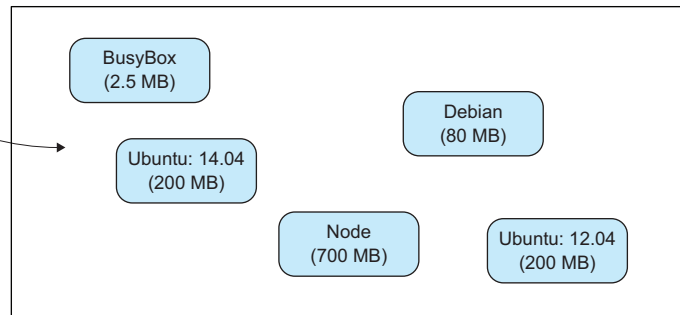 BusyBox
(2.5 MB)
Debian
(80 MB)
Ubuntu: 14.04
(200 MB)
Node
(700 MB)
Ubuntu: 12.04
(200 MB)